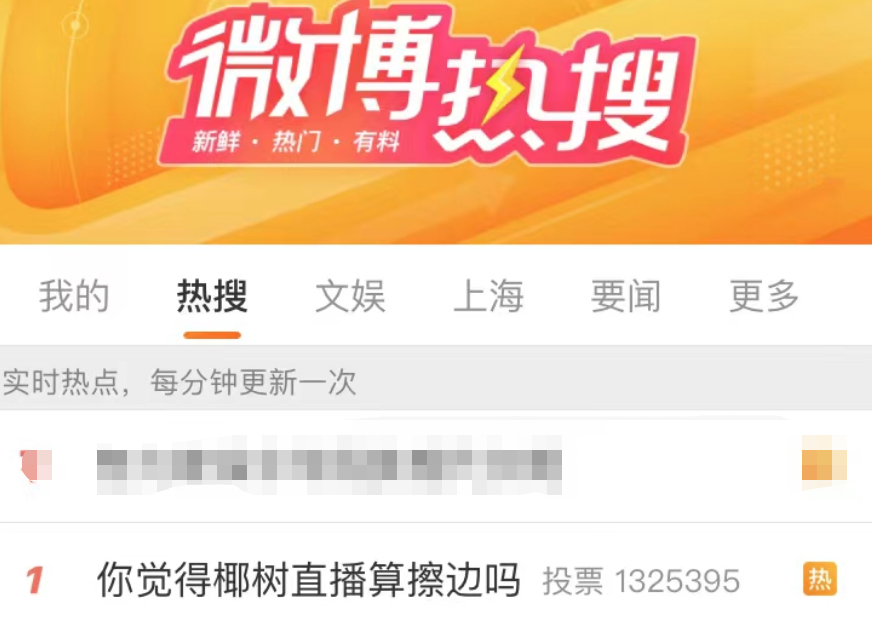 微博热搜
新鲜·热门·有料
我的 热搜 文娱 上海 要闻 更多
实时热点，每分钟更新一次
1 你觉得椰树直播算擦边吗 投票 1325395 热